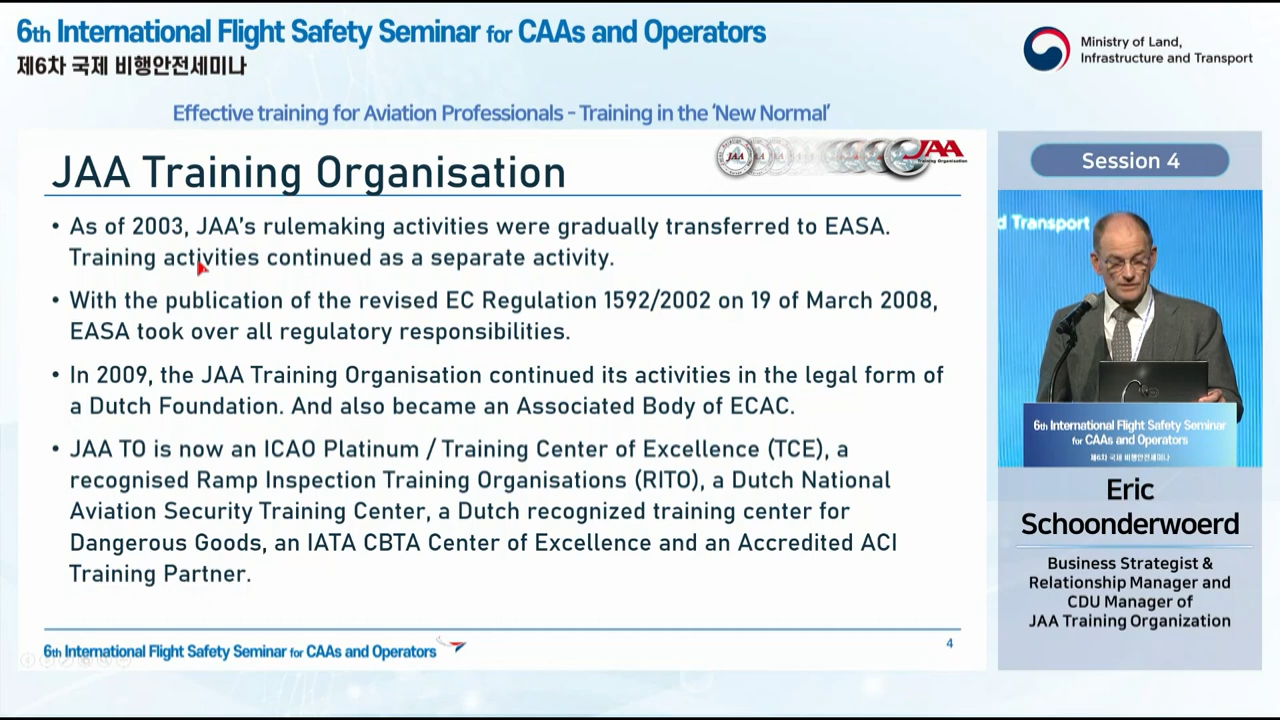 6th International Flight Safety Seminar for CAAs and Operators
제6차 국제 비행안전세미나
Ministry of Land,
Infrastructure and Transport
Effective training for Aviation Professionals - Training in the 'New Normal'
JAA Training Organisation
JAA
JAA
Training Organisation
• As of 2003, JAA's rulemaking activities were gradually transferred to EASA.
Training activities continued as a separate activity.
• With the publication of the revised EC Regulation 1592/2002 on 19 of March 2008,
EASA took over all regulatory responsibilities.
• In 2009, the JAA Training Organisation continued its activities in the legal form of
a Dutch Foundation. And also became an Associated Body of ECAC.
• JAA TO is now an ICAO Platinum / Training Center of Excellence (TCE), a
recognised Ramp Inspection Training Organisations (RITO), a Dutch National
Aviation Security Training Center, a Dutch recognized training center for
Dangerous Goods, an IATA CBTA Center of Excellence and an Accredited ACI
Training Partner.
6th International Flight Safety Seminar for CAAs and Operators
4
Session 4
d Transport
6th International Flight Safety Seminar
for CAAs and Operators
제6차 국제 비행안전세미나
Eric
Schoonderwoerd
Business Strategist &
Relationship Manager and
CDU Manager of
JAA Training Organization